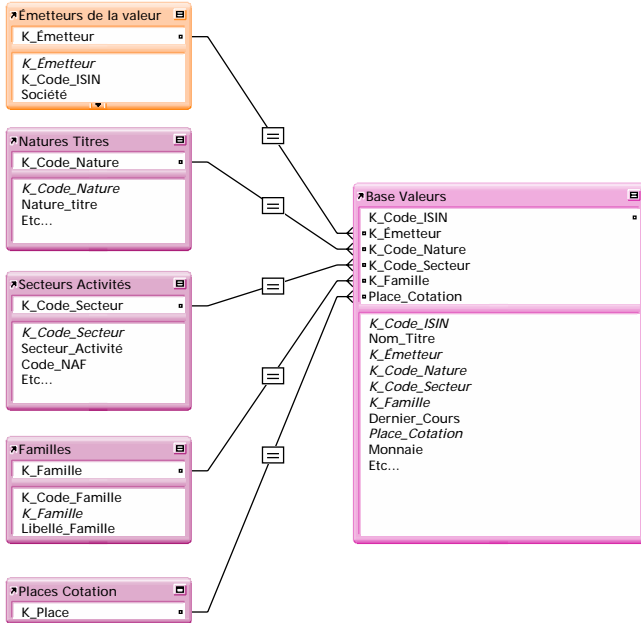 Émetteurs de la valeur
K_Émetteur
K_Émetteur
K_Code_ISIN
Société
Natures Titres
K_Code_Nature
K_Code_Nature
Nature_titre
Etc...
Secteurs Activités
K_Code_Secteur
K_Code_Secteur
Secteur_Activité
Code_NAF
Etc...
Familles
K_Famille
K_Code_Famille
K_Famille
Libellé_Famille
Places Cotation
K_Place
Base Valeurs
K_Code_ISIN
K_Émetteur
K_Code_Nature
K_Code_Secteur
K_Famille
Place_Cotation
K_Code_ISIN
Nom_Titre
K_Émetteur
K_Code_Nature
K_Code_Secteur
K_Famille
Dernier_Cours
Place_Cotation
Monnaie
Etc...